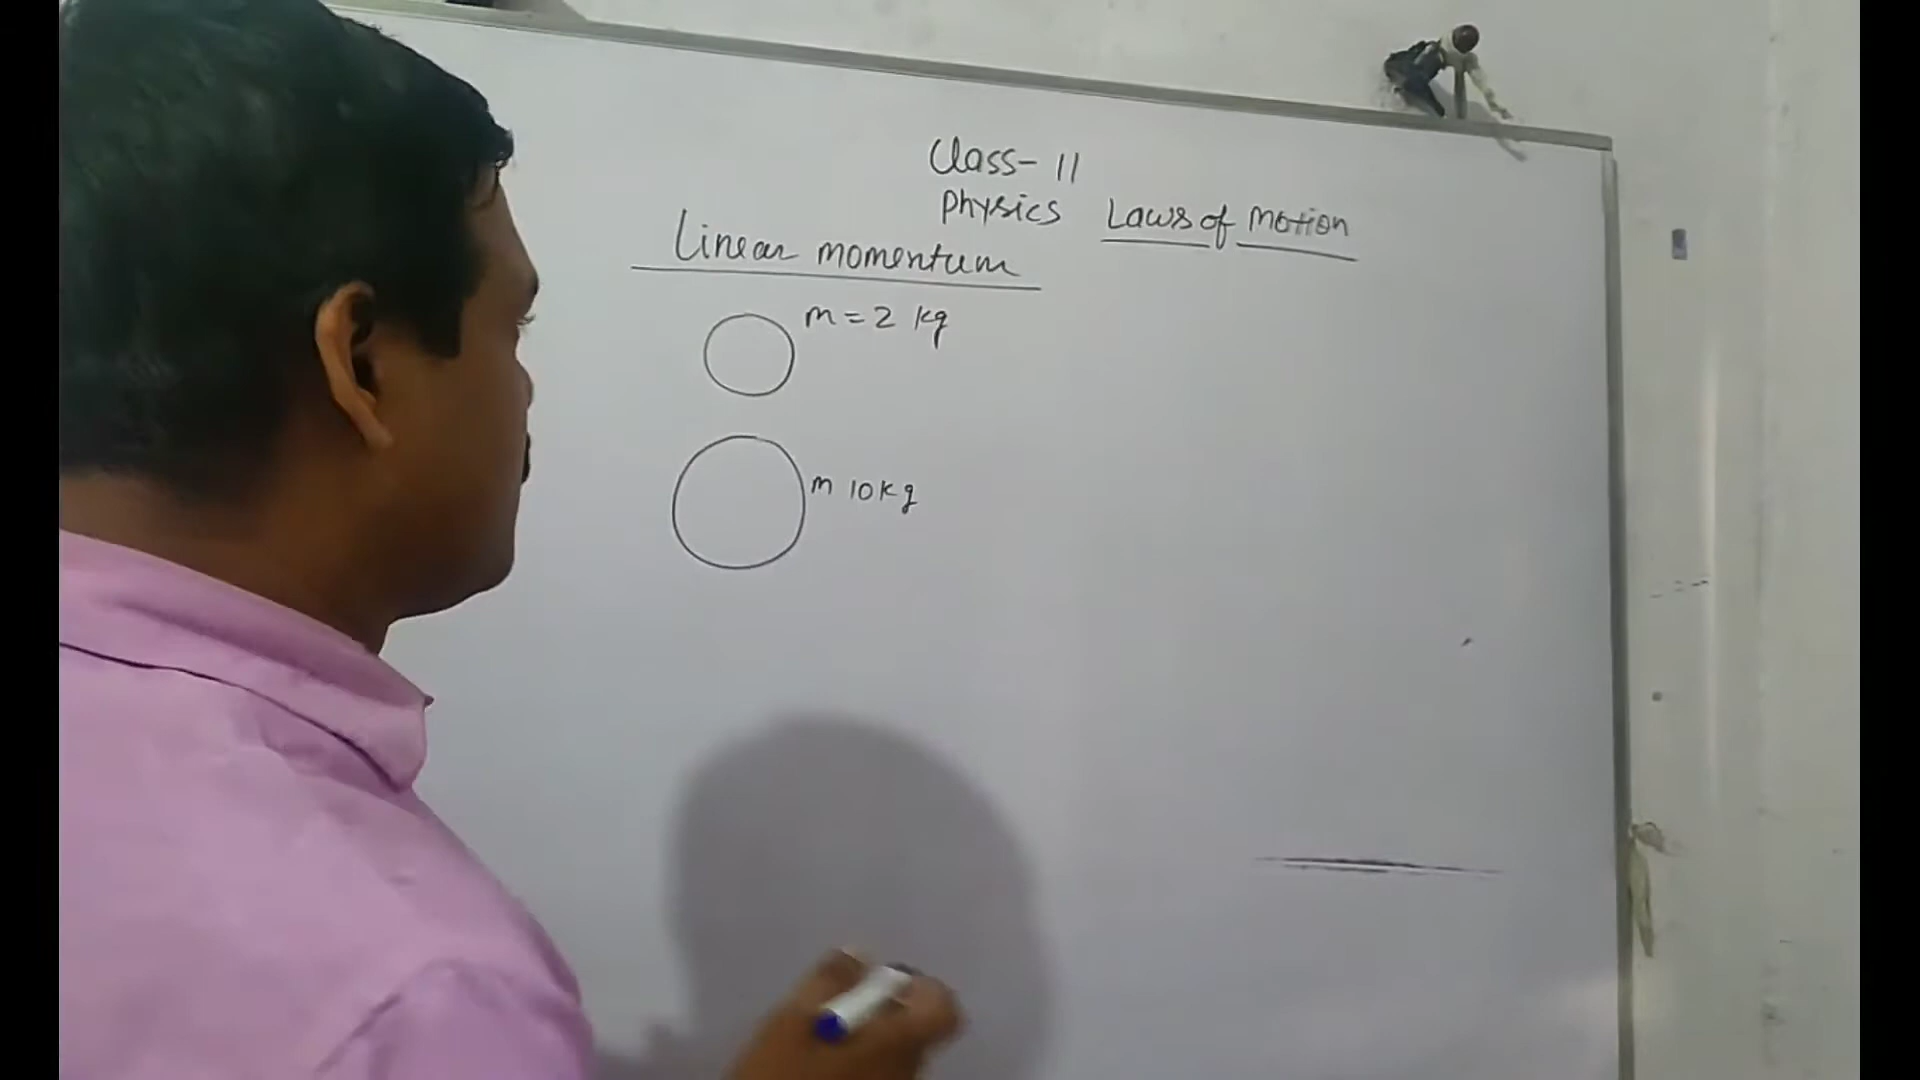 Class- 11
Physics Laws of Motion
Linear momentum
m = 2 kg
m 10kg